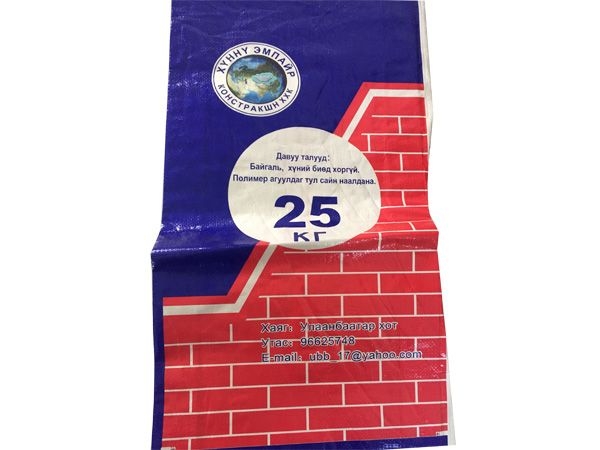 ХҮННҮ ЭМПАЙР
КОНСТРАКШН ХХК
Давуу талууд:
Байгаль, хүний биед хоргүй.
Полимер агуулдаг тул сайн наалдана.
25
КГ
Хаяг: Улаанбаатар хот
Утас: 96625748
E-mail: ubb_17@yahoo.com